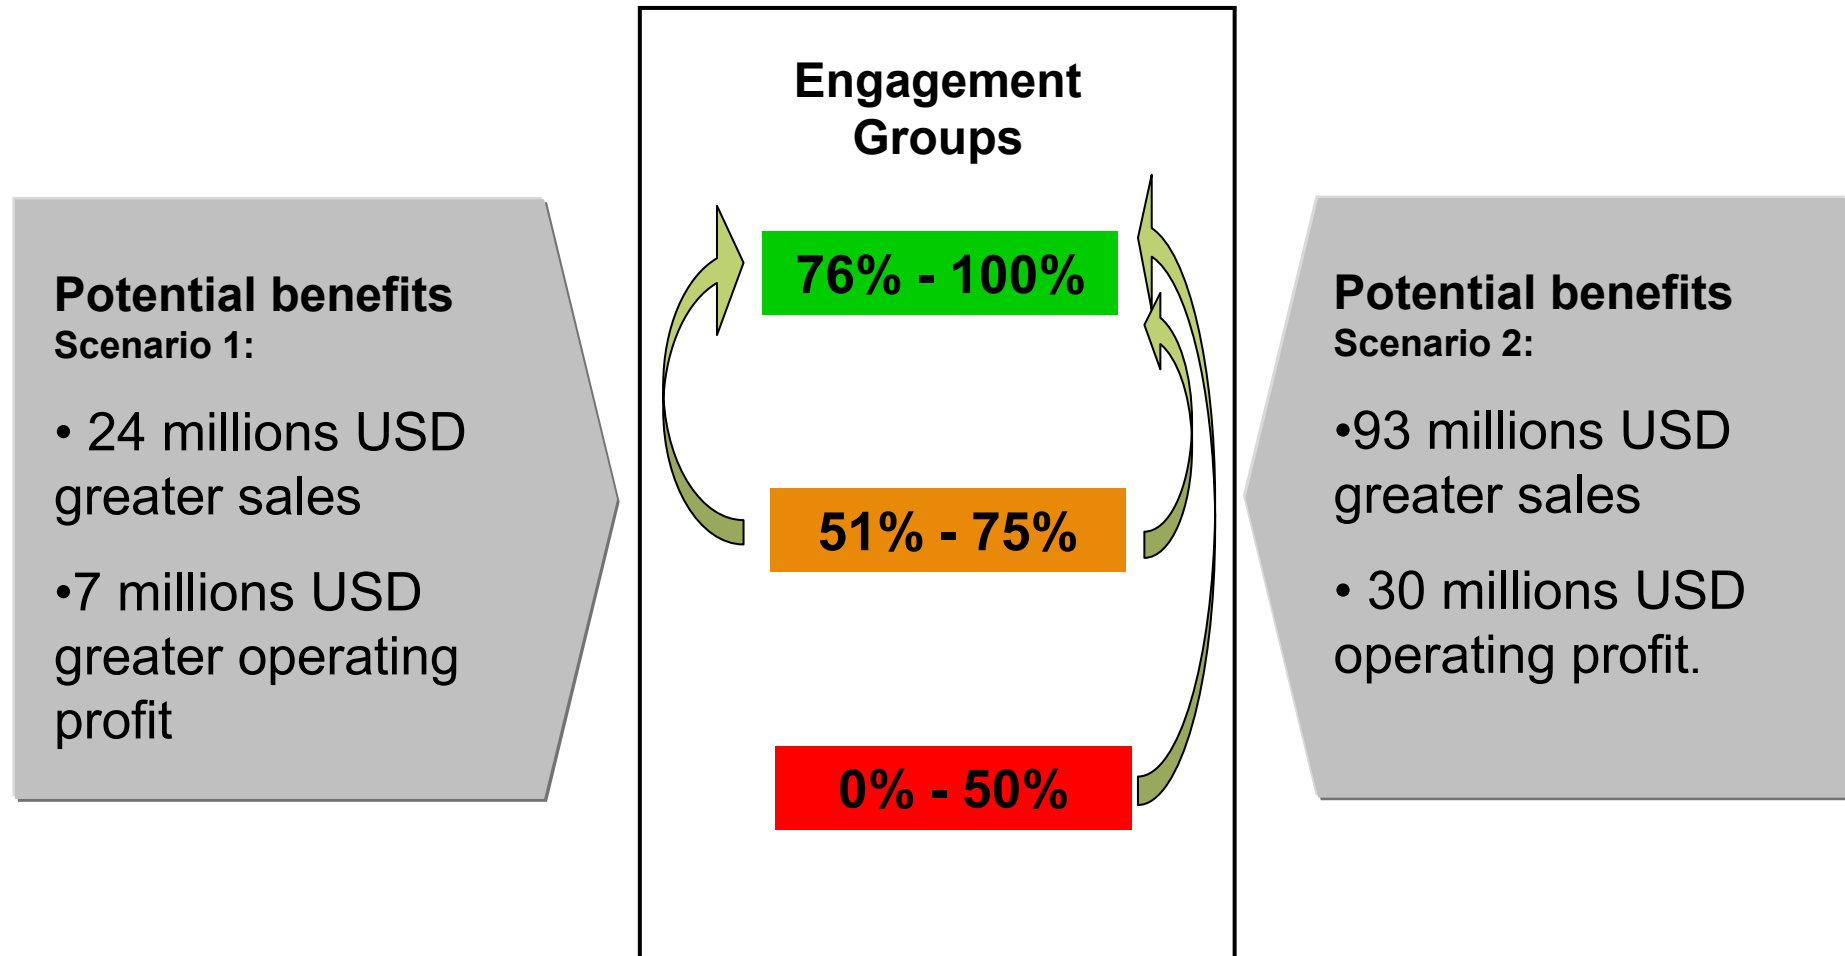 Engagement
Groups
Potential benefits
Scenario 1:
• 24 millions USD
greater sales
•7 millions USD
greater operating
profit
76% - 100%
51% - 75%
0% - 50%
Potential benefits
Scenario 2:
•93 millions USD
greater sales
• 30 millions USD
operating profit.